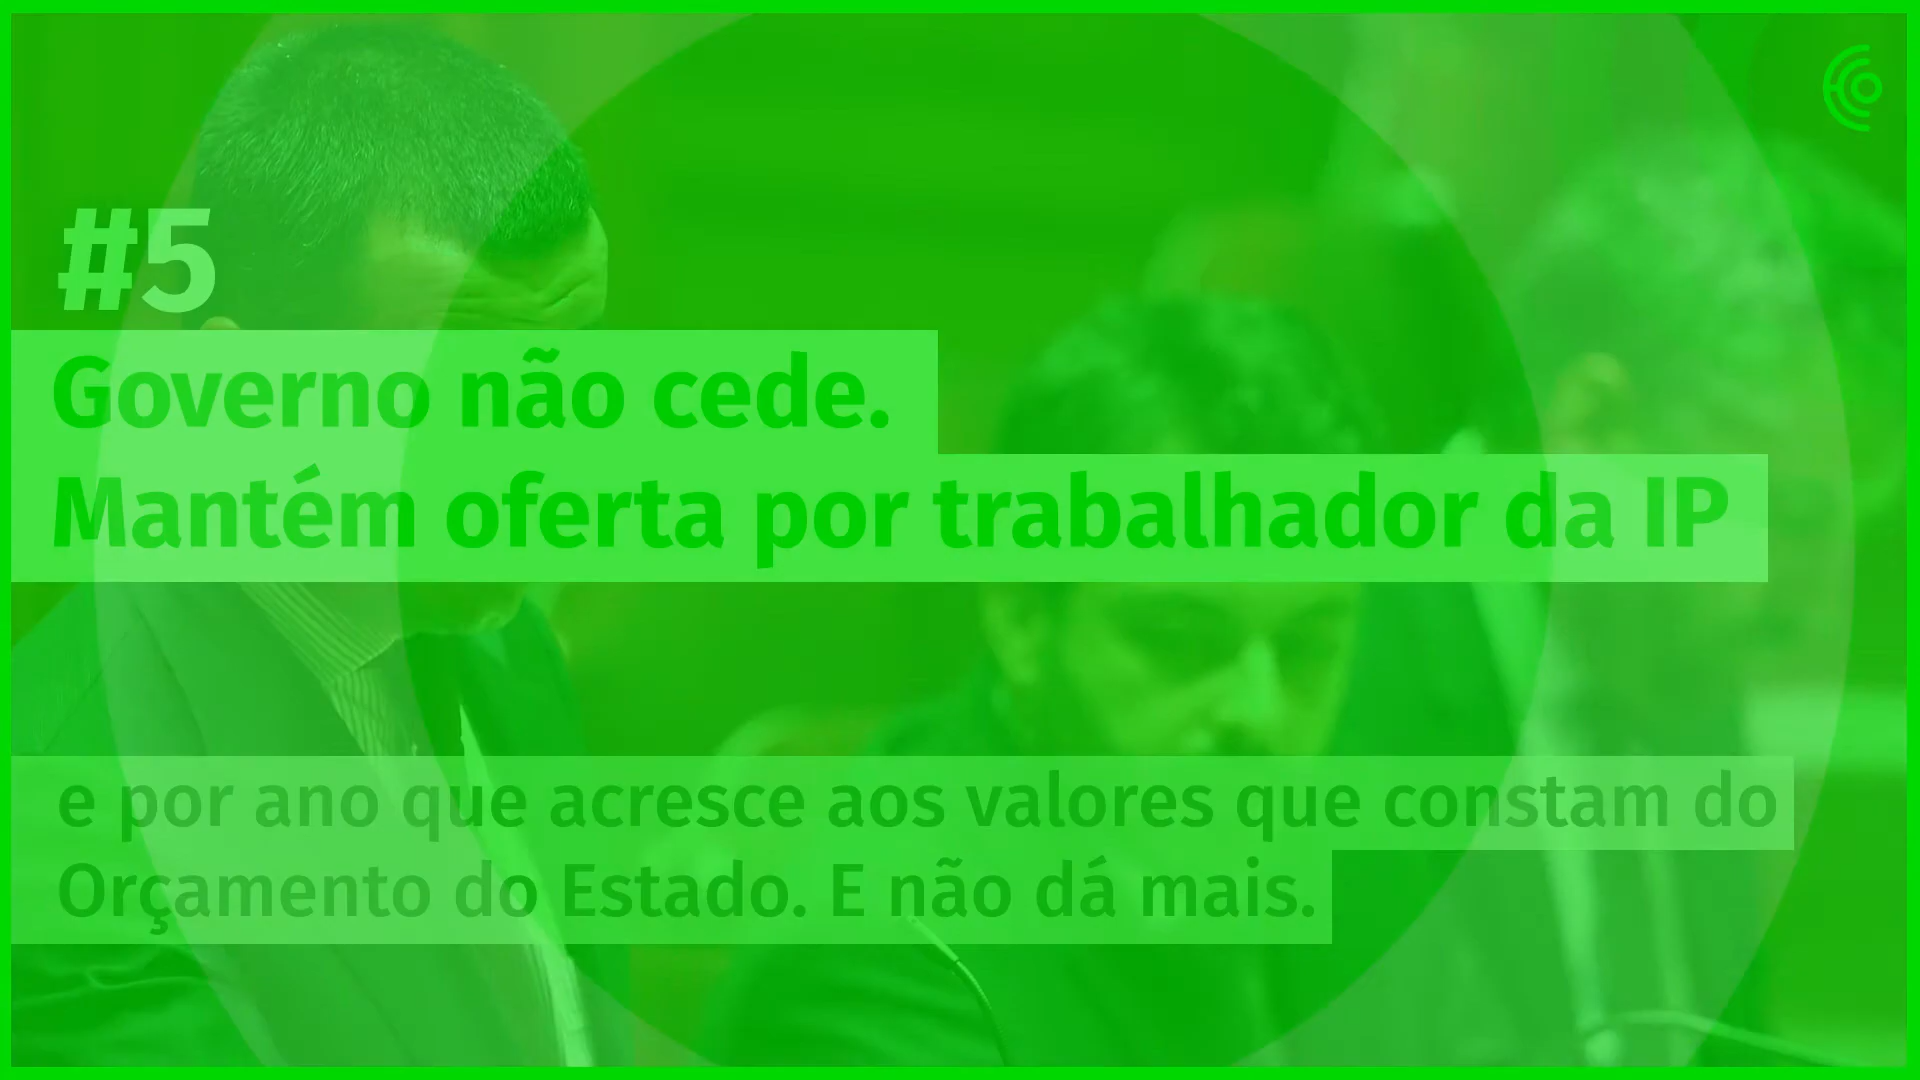 #5
Governo não cede.
Mantém oferta por trabalhador da IP
e por ano que acresce aos valores que constam do
Orçamento do Estado. E não dá mais.